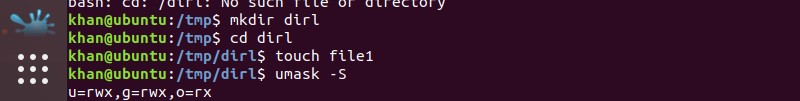 bash: cd: /dirl: No such file or directory
khan@ubuntu:/tmp$ mkdir dirl
khan@ubuntu:/tmp$ cd dirl
khan@ubuntu:/tmp/dirl$ touch file1
khan@ubuntu:/tmp/dirl$ umask -S
u=rwx,g=rwx,o=rx